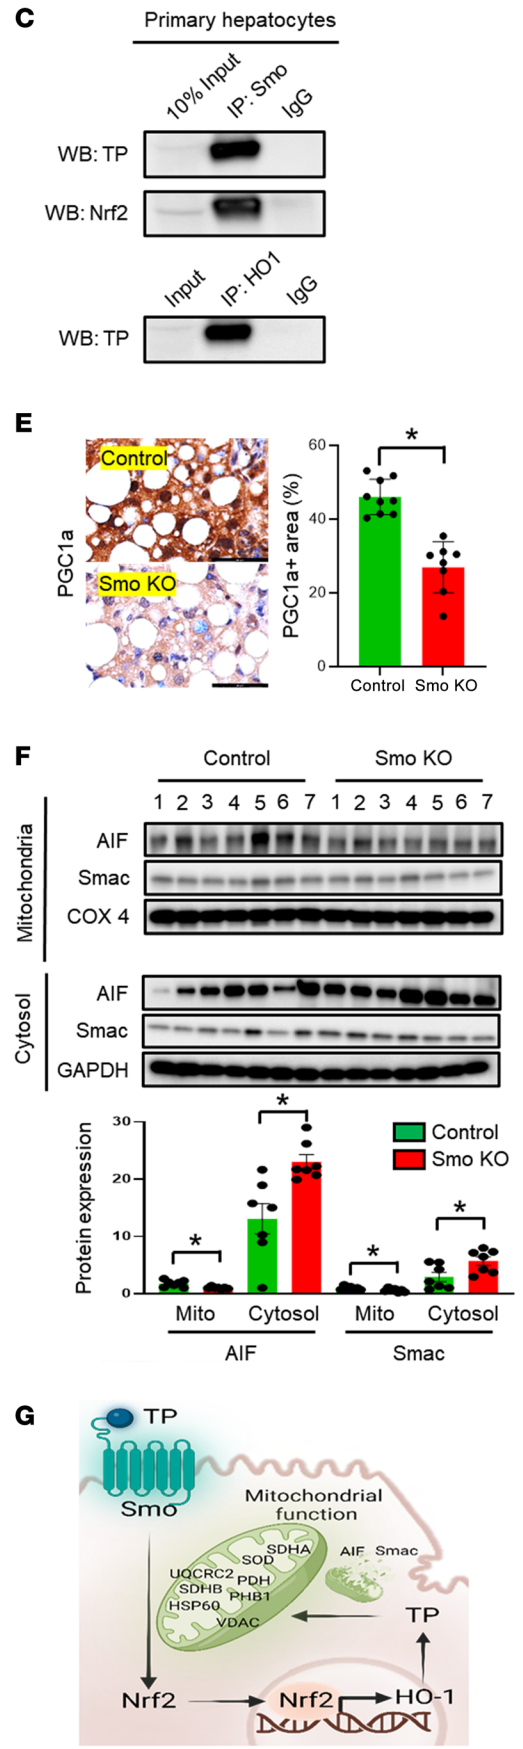 C
Primary hepatocytes
10% Input
IP: Smo
IgG
WB: TP
WB: Nrf2
Input
IP: HO1
IgG
WB: TP
E
PGC1a
Control
Smo KO
PGC1a+ area (%)
60
40
20
0
*
Control
Smo KO
F
Control
Smo KO
1 2 3 4 5 6 7 1 2 3 4 5 6 7
Mitochondria
AIF
Smac
COX 4
Cytosol
AIF
Smac
GAPDH
Protein expression
30
20
10
0
*
*
*
*
Control
Smo KO
Mito
Cytosol
Mito
Cytosol
AIF
Smac
G
TP
Smo
Mitochondrial
function
SDHA
SOD
UQCRC2
PDH
SDHB
PHB1
HSP60
VDAC
AIF
Smac
TP
Nrf2
Nrf2
HO-1